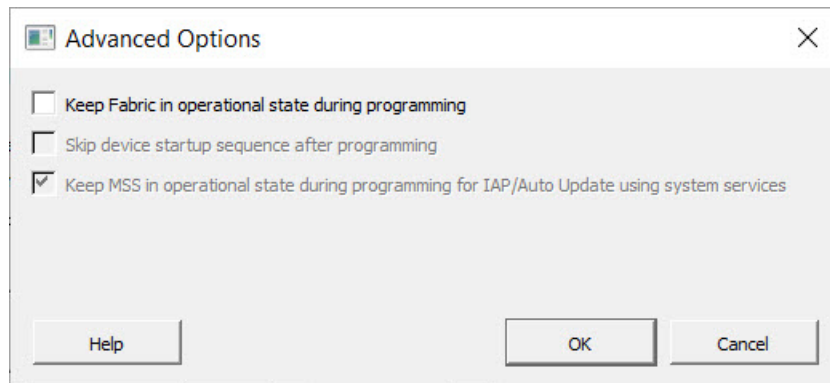 Advanced Options
Keep Fabric in operational state during programming
Skip device startup sequence after programming
Keep MSS in operational state during programming for IAP/Auto Update using system services
Help OK Cancel